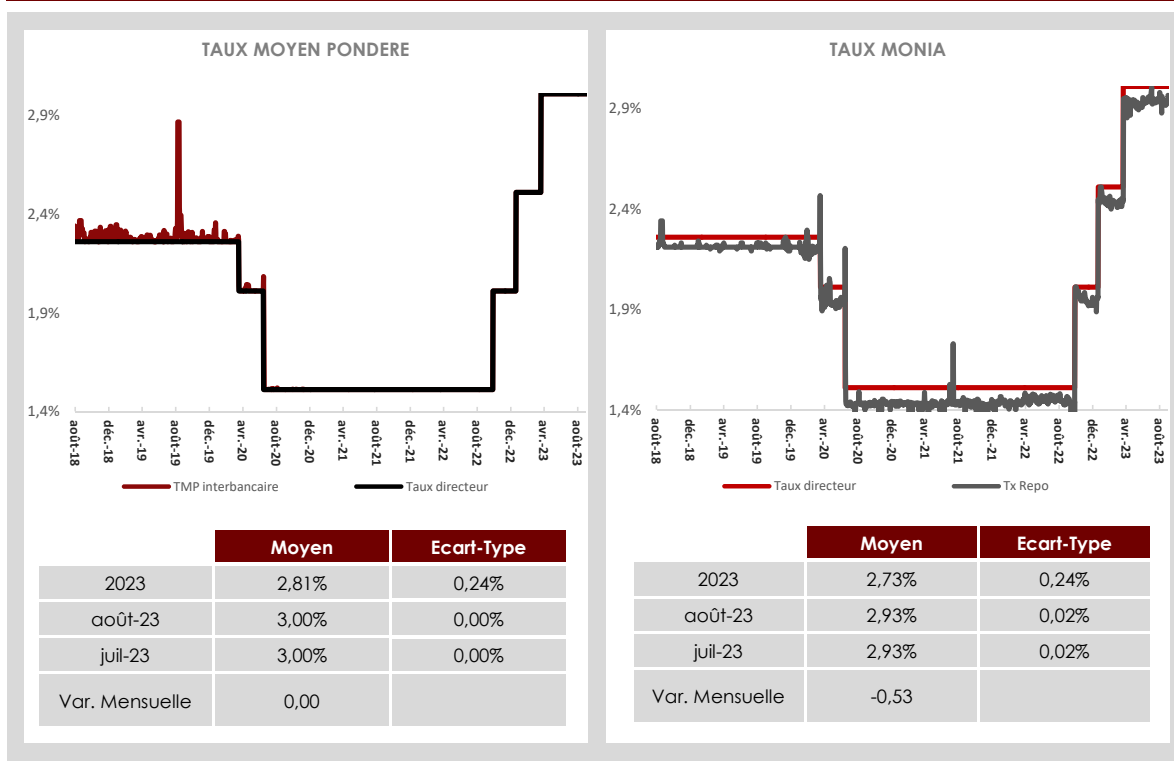 TAUX MOYEN PONDERE
2,9%
2,4%
1,9%
1,4%
août-18
déc.-18
avr.-19
août-19
déc.-19
avr.-20
août-20
déc.-20
avr.-21
août-21
déc.-21
avr.-22
août-22
déc.-22
avr.-23
août-23
TMP interbancaire
Taux directeur
Moyen Ecart-Type
2023 2,81% 0,24%
août-23 3,00% 0,00%
juil-23 3,00% 0,00%
Var. Mensuelle 0,00
TAUX MONIA
2,9%
2,4%
1,9%
1,4%
août-18
déc.-18
avr.-19
août-19
déc.-19
avr.-20
août-20
déc.-20
avr.-21
août-21
déc.-21
avr.-22
août-22
déc.-22
avr.-23
août-23
Taux directeur
Tx Repo
Moyen Ecart-Type
2023 2,73% 0,24%
août-23 2,93% 0,02%
juil-23 2,93% 0,02%
Var. Mensuelle -0,53